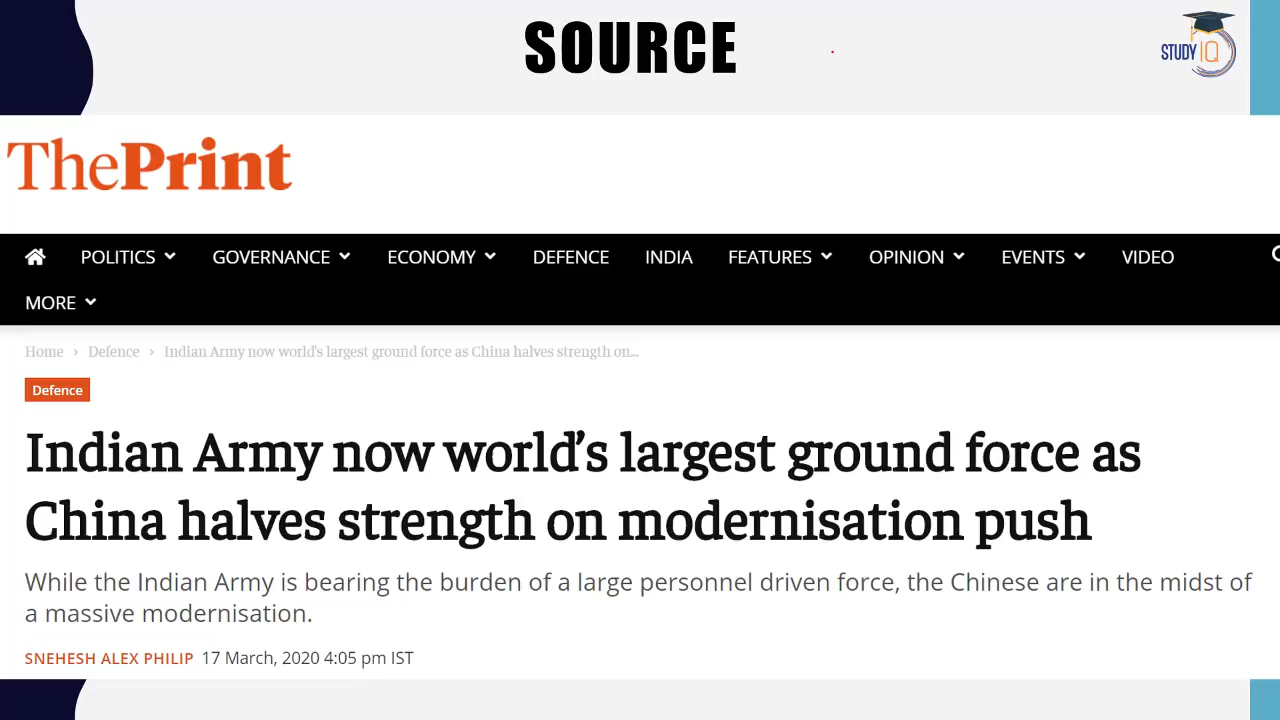 SOURCE
STUDY IQ
ThePrint
POLITICS GOVERNANCE ECONOMY DEFENCE INDIA FEATURES OPINION EVENTS VIDEO
MORE
Home › Defence › Indian Army now world's largest ground force as China halves strength on...
Defence
Indian Army now world's largest ground force as
China halves strength on modernisation push
While the Indian Army is bearing the burden of a large personnel driven force, the Chinese are in the midst of
a massive modernisation.
SNEHESH ALEX PHILIP 17 March, 2020 4:05 pm IST